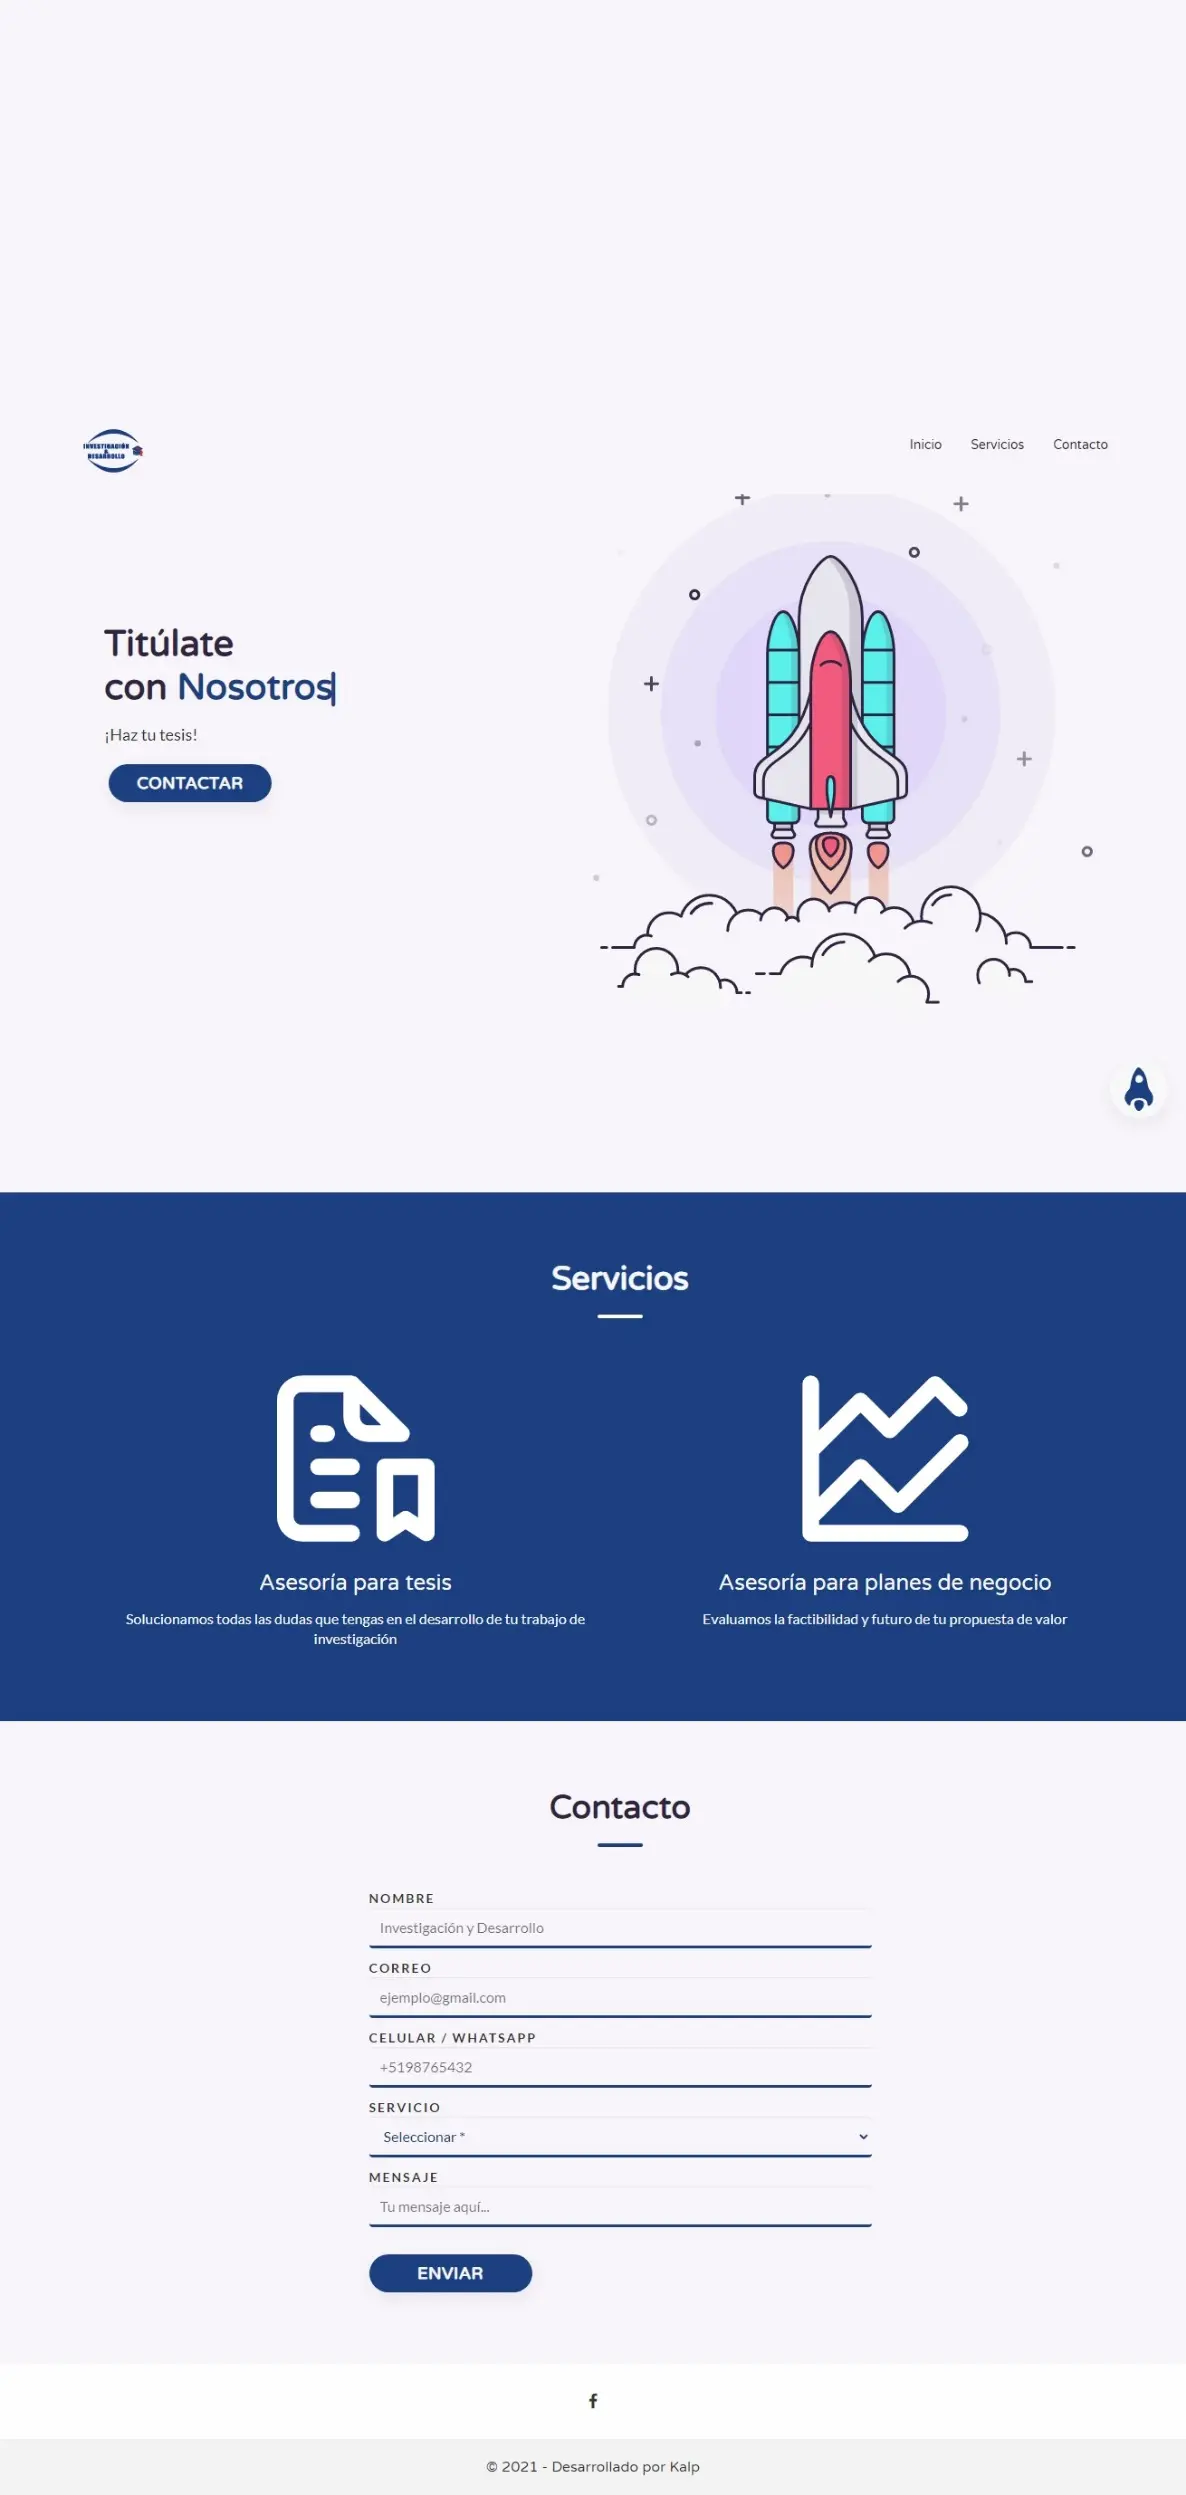 INVESTIGACIÓN
&
DESARROLLO
Inicio Servicios Contacto
Titúlate
con Nosotros
¡Haz tu tesis!
CONTACTAR
Servicios
Asesoría para tesis
Solucionamos todas las dudas que tengas en el desarrollo de tu trabajo de
investigación
Asesoría para planes de negocio
Evaluamos la factibilidad y futuro de tu propuesta de valor
Contacto
NOMBRE
Investigación y Desarrollo
CORREO
ejemplo@gmail.com
CELULAR / WHATSAPP
+5198765432
SERVICIO
Seleccionar *
MENSAJE
Tu mensaje aquí...
ENVIAR
© 2021 - Desarrollado por Kalp